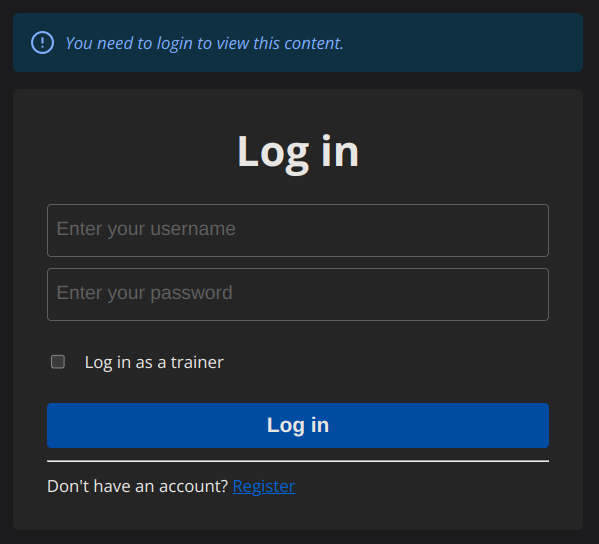 You need to login to view this content.
Log in
Enter your username
Enter your password
Log in as a trainer
Log in
Don't have an account? Register